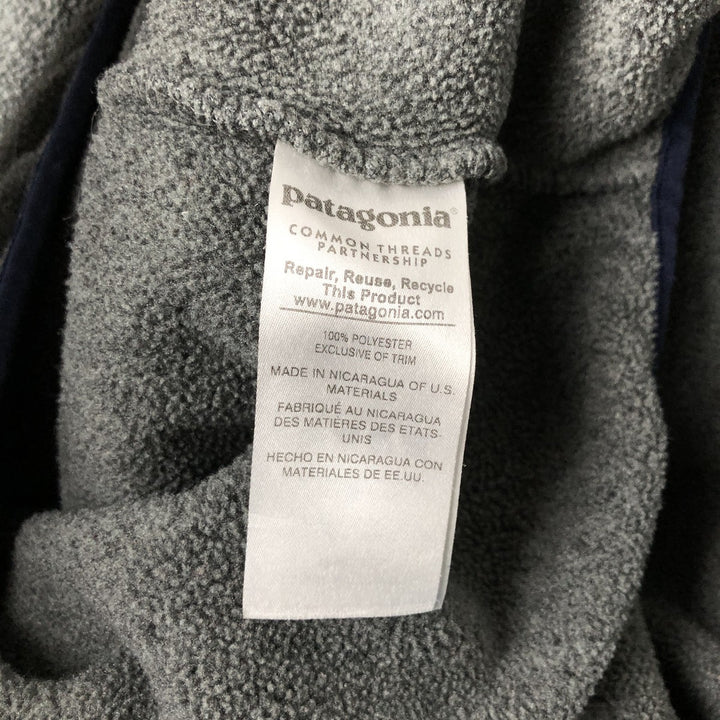 patagonia®
COMMON THREADS
PARTNERSHIP
Repair, Reuse, Recycle
This Product
www.patagonia.com
100% POLYESTER
EXCLUSIVE OF TRIM
MADE IN NICARAGUA OF U.S.
MATERIALS
FABRIQUÉ AU NICARAGUA
DES MATIÈRES DES ETATS-
UNIS
HECHO EN NICARAGUA CON
MATERIALES DE EE.UU.